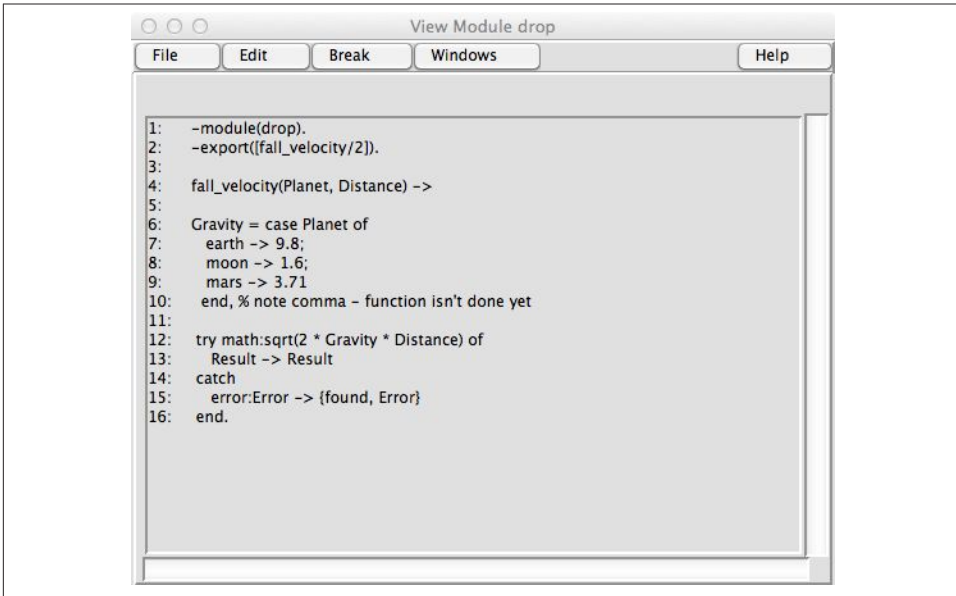 View Module drop
File Edit Break Windows Help
1: -module(drop).
2: -export([fall_velocity/2]).
3:
4: fall_velocity(Planet, Distance) ->
5:
6: Gravity = case Planet of
7: earth -> 9.8;
8: moon -> 1.6;
9: mars -> 3.71
10: end, % note comma - function isn't done yet
11:
12: try math:sqrt(2 * Gravity * Distance) of
13: Result -> Result
14: catch
15: error:Error -> {found, Error}
16: end.